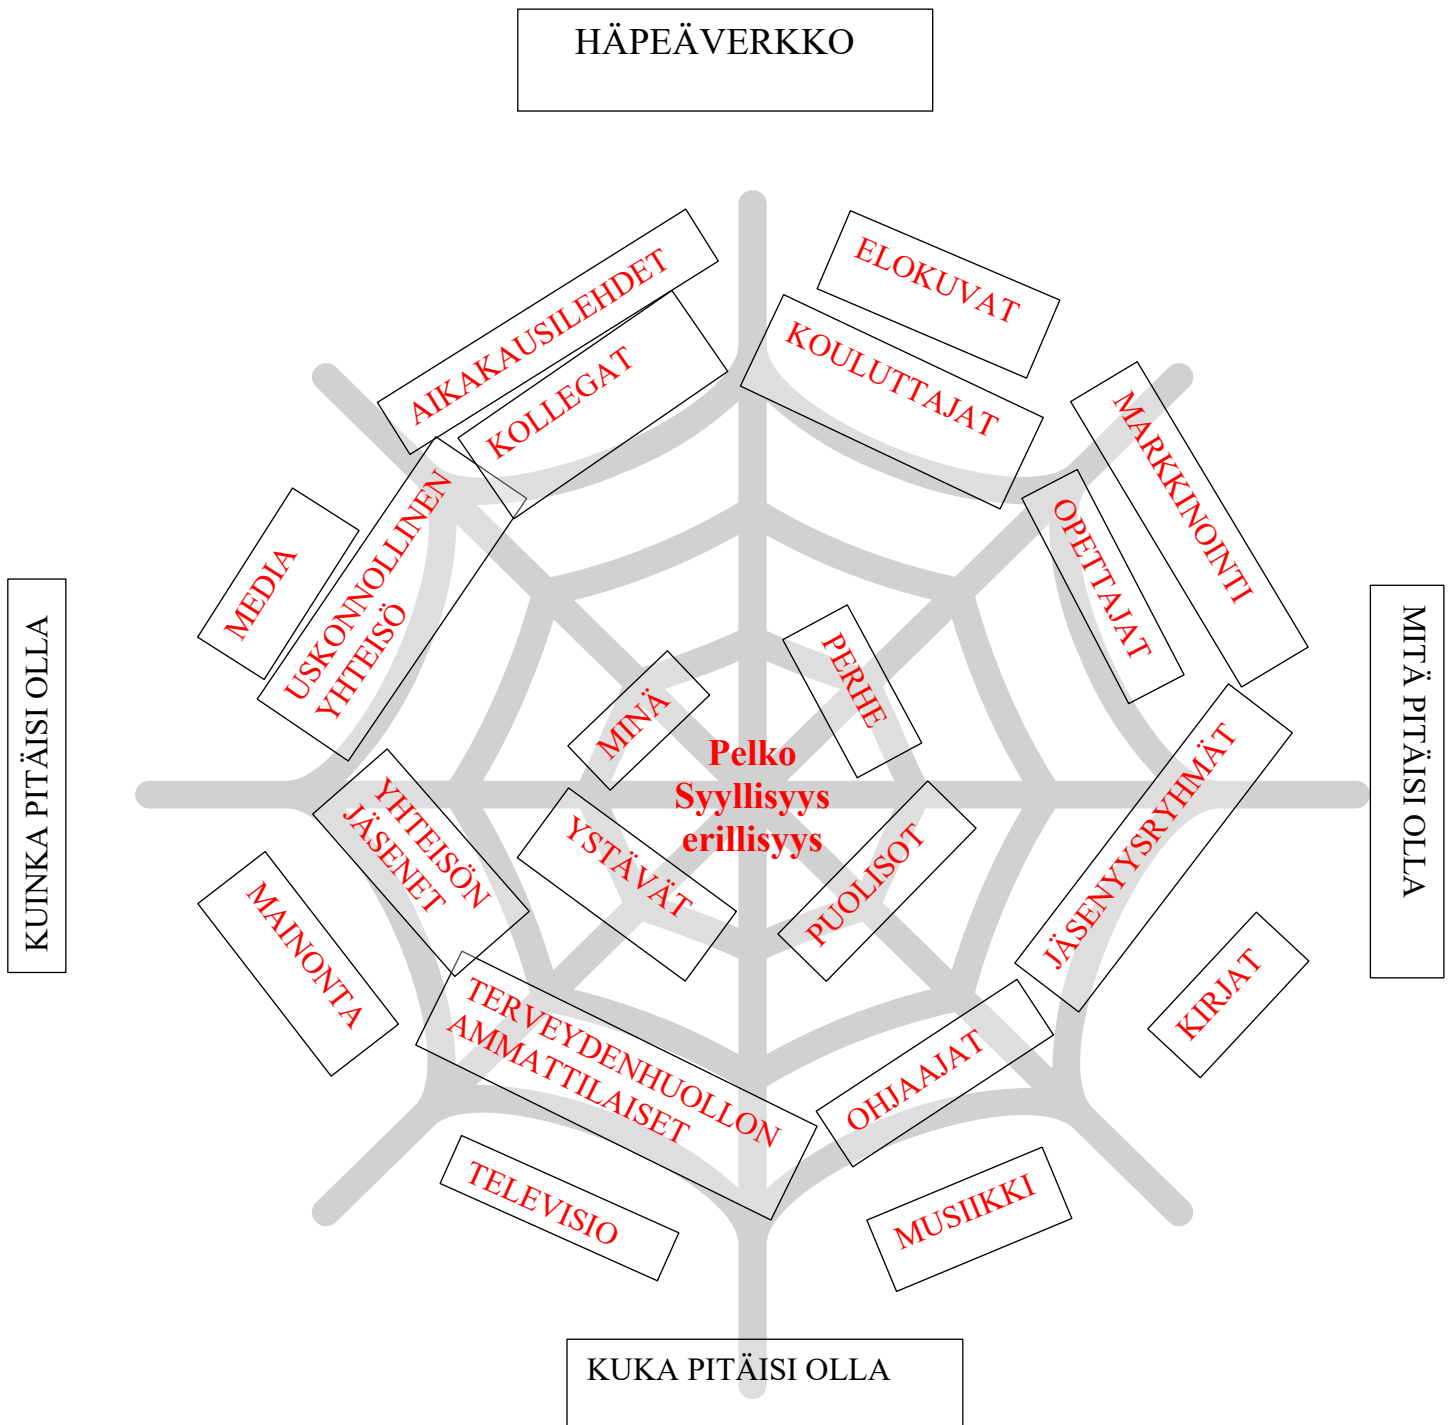 HÄPEÄVERKKO
ELOKUVAT
AIKAKAUSILEHDET
KOULUTTAJAT
KOLLEGAT
MARKKINOINTI
OPETTAJAT
MEDIA
USKONNOLLINEN
YHTEISÖ
KUINKA PITÄISI OLLA
MITÄ PITÄISI OLLA
MINÄ
PERHE
Pelko
Syyllisyys
erillisyys
YHTEISÖN
JÄSENET
YSTÄVÄT
PUOLISOT
JÄSENYYSRYHMÄT
MAINONTA
KIRJAT
TERVEYDENHUOLLON
AMMATTILAISET
OHJAAJAT
TELEVISIO
MUSIIKKI
KUKA PITÄISI OLLA